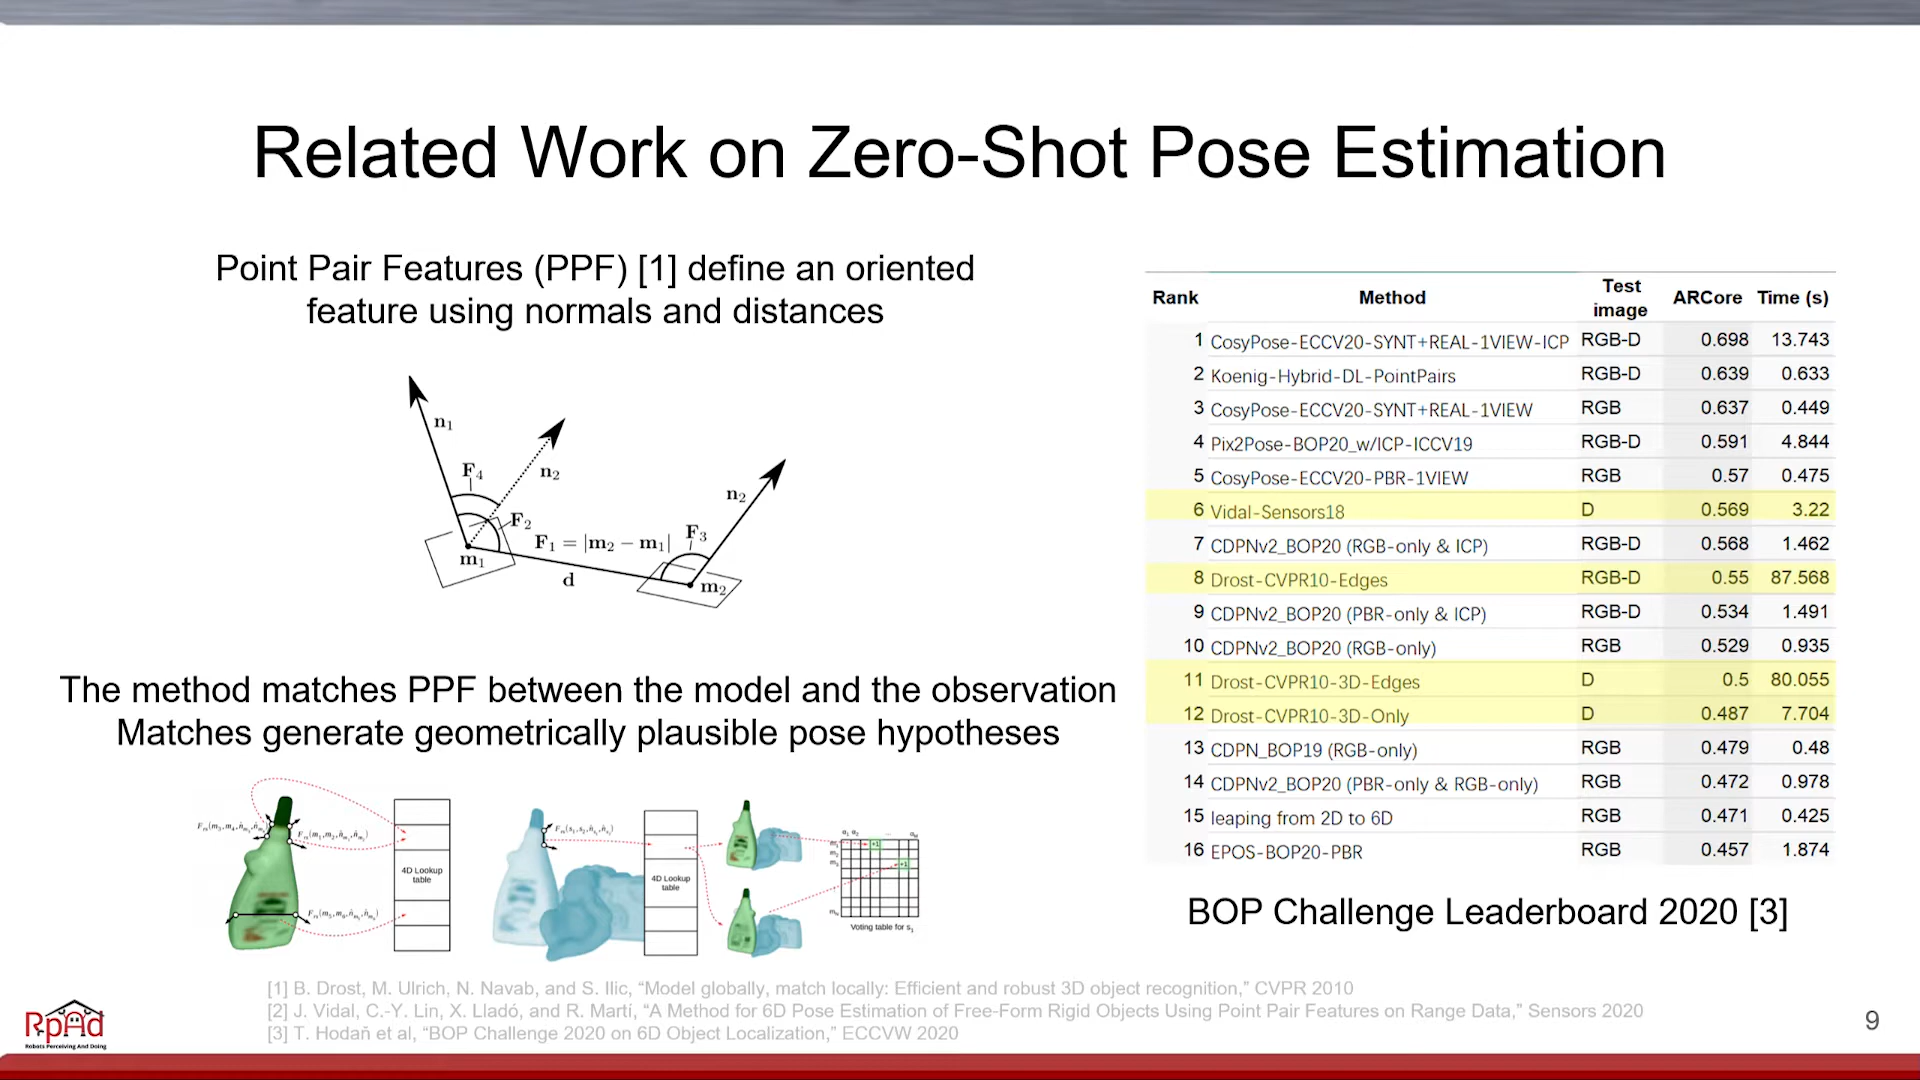 Related Work on Zero-Shot Pose Estimation
Point Pair Features (PPF) [1] define an oriented
feature using normals and distances
n₁
F₄
n₂
F₂
F₁ = |m₂ − m₁|
F₃
n₂
m₁
d
m₂
The method matches PPF between the model and the observation
Matches generate geometrically plausible pose hypotheses
4D Lookup
table
4D Lookup
table
+1
+1
Voting table for s₁
Rank Method Test image ARCore Time (s)
1 CosyPose-ECCV20-SYNT+REAL-1VIEW-ICP RGB-D 0.698 13.743
2 Koenig-Hybrid-DL-PointPairs RGB-D 0.639 0.633
3 CosyPose-ECCV20-SYNT+REAL-1VIEW RGB 0.637 0.449
4 Pix2Pose-BOP20_w/ICP-ICCV19 RGB-D 0.591 4.844
5 CosyPose-ECCV20-PBR-1VIEW RGB 0.57 0.475
6 Vidal-Sensors18 D 0.569 3.22
7 CDPNv2_BOP20 (RGB-only & ICP) RGB-D 0.568 1.462
8 Drost-CVPR10-Edges RGB-D 0.55 87.568
9 CDPNv2_BOP20 (PBR-only & ICP) RGB-D 0.534 1.491
10 CDPNv2_BOP20 (RGB-only) RGB 0.529 0.935
11 Drost-CVPR10-3D-Edges D 0.5 80.055
12 Drost-CVPR10-3D-Only D 0.487 7.704
13 CDPN_BOP19 (RGB-only) RGB 0.479 0.48
14 CDPNv2_BOP20 (PBR-only & RGB-only) RGB 0.472 0.978
15 leaping from 2D to 6D RGB 0.471 0.425
16 EPOS-BOP20-PBR RGB 0.457 1.874
BOP Challenge Leaderboard 2020 [3]
[1] B. Drost, M. Ulrich, N. Navab, and S. Ilic, “Model globally, match locally: Efficient and robust 3D object recognition,” CVPR 2010
[2] J. Vidal, C.-Y. Lin, X. Lladó, and R. Martí, “A Method for 6D Pose Estimation of Free-Form Rigid Objects Using Point Pair Features on Range Data,” Sensors 2020
[3] T. Hodaň et al, “BOP Challenge 2020 on 6D Object Localization,” ECCVW 2020
RpAd
Robots Perceiving And Doing
9